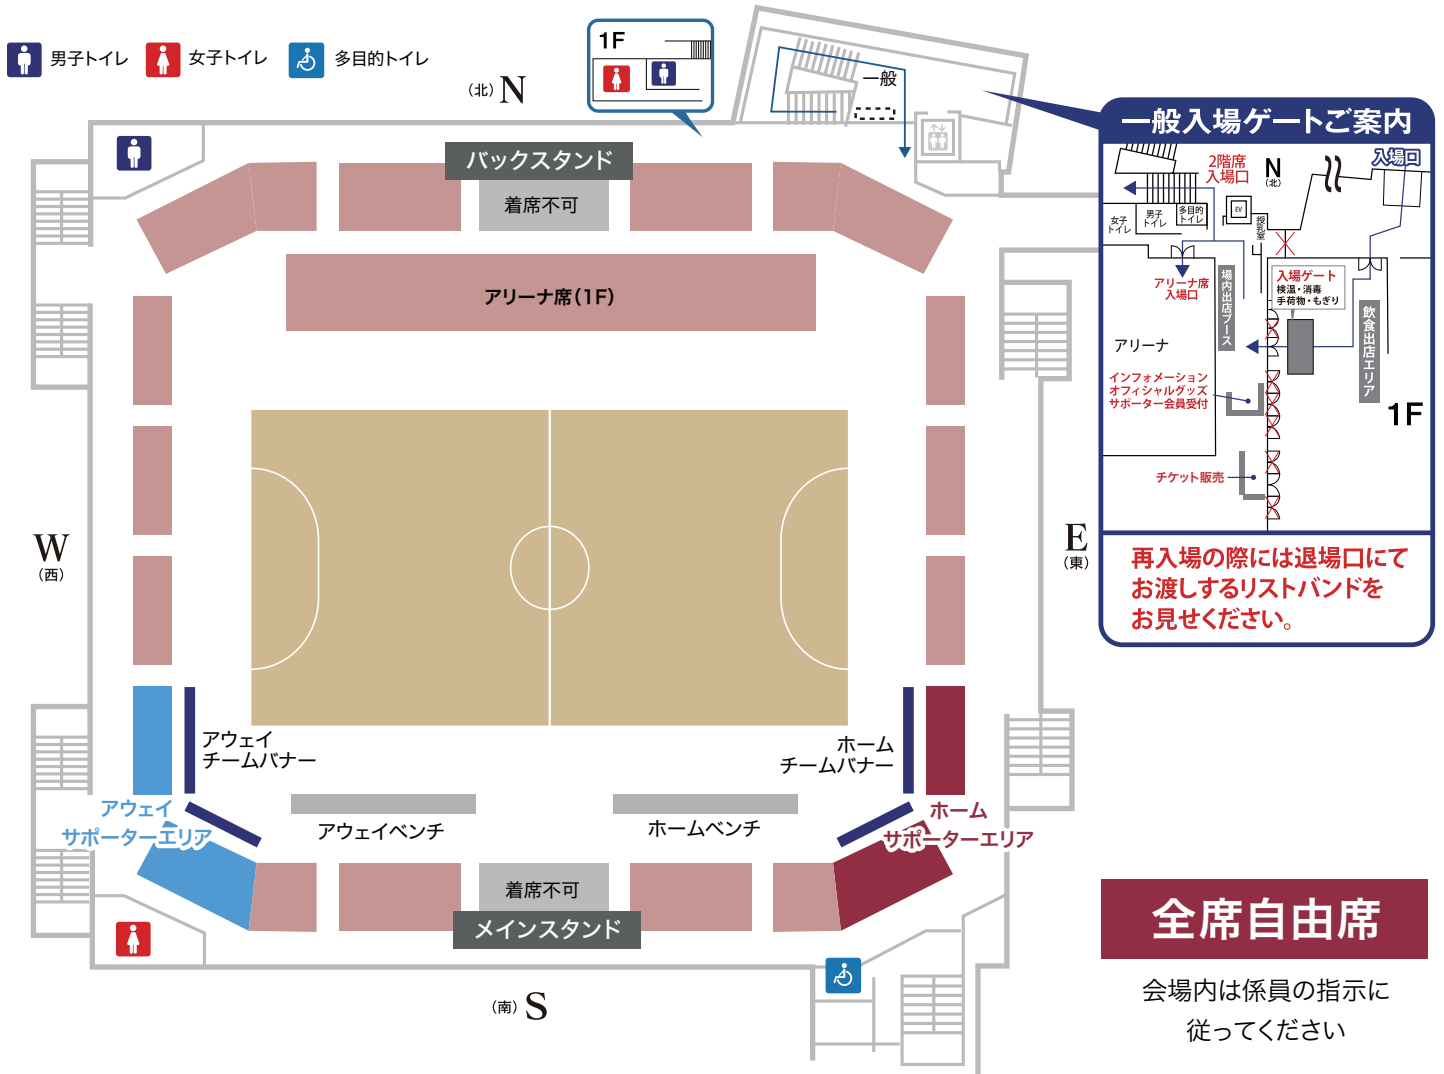 男子トイレ
女子トイレ
多目的トイレ
(北) N
1F
一般
バックスタンド
着席不可
アリーナ席(1F)
W
(西)
E
(東)
アウェイ
チームバナー
ホーム
チームバナー
アウェイ
サポーターエリア
アウェイベンチ
ホームベンチ
ホーム
サポーターエリア
着席不可
メインスタンド
(南) S
一般入場ゲートご案内
2階席
入場口
N
(北)
入場口
女子
トイレ
男子
トイレ
多目的
トイレ
EV
授乳室
アリーナ席
入場口
場内出店ブース
入場ゲート
検温・消毒
手荷物・もぎり
飲食出店エリア
アリーナ
インフォメーション
オフィシャルグッズ
サポーター会員受付
1F
チケット販売
再入場の際には退場口にて
お渡しするリストバンドを
お見せください。
全席自由席
会場内は係員の指示に
従ってください